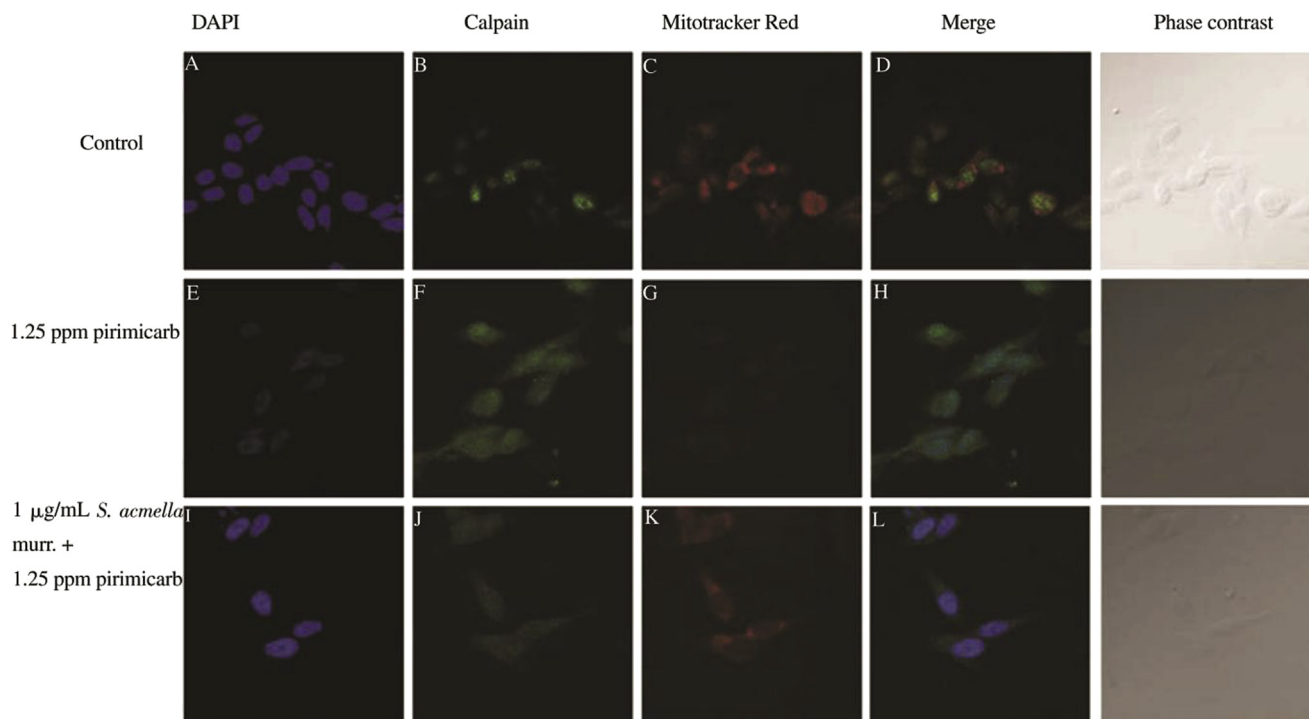 DAPI Calpain Mitotracker Red Merge Phase contrast
A B C D
Control
E F G H
1.25 ppm pirimicarb
1 μg/mL S. acmella
I J K L
murr. +
1.25 ppm pirimicarb